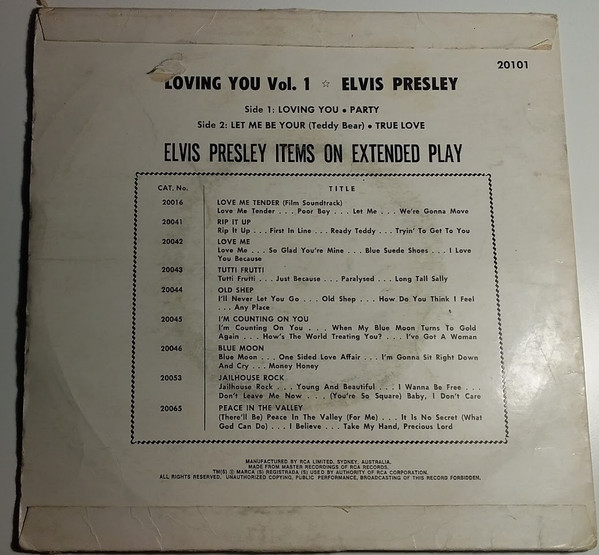 20101
LOVING YOU Vol. 1 ☆ ELVIS PRESLEY
Side 1: LOVING YOU • PARTY
Side 2: LET ME BE YOUR (Teddy Bear) • TRUE LOVE
ELVIS PRESLEY ITEMS ON EXTENDED PLAY
CAT. No. TITLE
20016 LOVE ME TENDER (Film Soundtrack)
Love Me Tender . . . Poor Boy . . . Let Me . . . We're Gonna Move
20041 RIP IT UP
Rip It Up . . . First In Line . . . Ready Teddy . . . Tryin' To Get To You
20042 LOVE ME
Love Me . . . So Glad You're Mine . . . Blue Suede Shoes . . . I Love
You Because
20043 TUTTI FRUTTI
Tutti Frutti . . . Just Because . . . Paralysed . . . Long Tall Sally
20044 OLD SHEP
I'll Never Let You Go . . . Old Shep . . . How Do You Think I Feel
. . . Any Place
20045 I'M COUNTING ON YOU
I'm Counting On You . . . When My Blue Moon Turns To Gold
Again . . . How's The World Treating You? . . . I've Got A Woman
20046 BLUE MOON
Blue Moon . . . One Sided Love Affair . . . I'm Gonna Sit Right Down
And Cry . . . Money Honey
20053 JAILHOUSE ROCK
Jailhouse Rock . . . Young And Beautiful . . . I Wanna Be Free . . .
Don't Leave Me Now . . . (You're So Square) Baby, I Don't Care
20065 PEACE IN THE VALLEY
(There'll Be) Peace In The Valley (For Me) . . . It Is No Secret (What
God Can Do) . . . I Believe . . . Take My Hand, Precious Lord
MANUFACTURED BY RCA LIMITED, SYDNEY, AUSTRALIA.
MADE FROM MASTER RECORDINGS OF RCA RECORDS.
TM(S) ® MARCA (S) REGISTRADA (S) USED BY AUTHORITY OF RCA CORPORATION.
ALL RIGHTS RESERVED. UNAUTHORIZED COPYING, PUBLIC PERFORMANCE, BROADCASTING OF THIS RECORD FORBIDDEN.